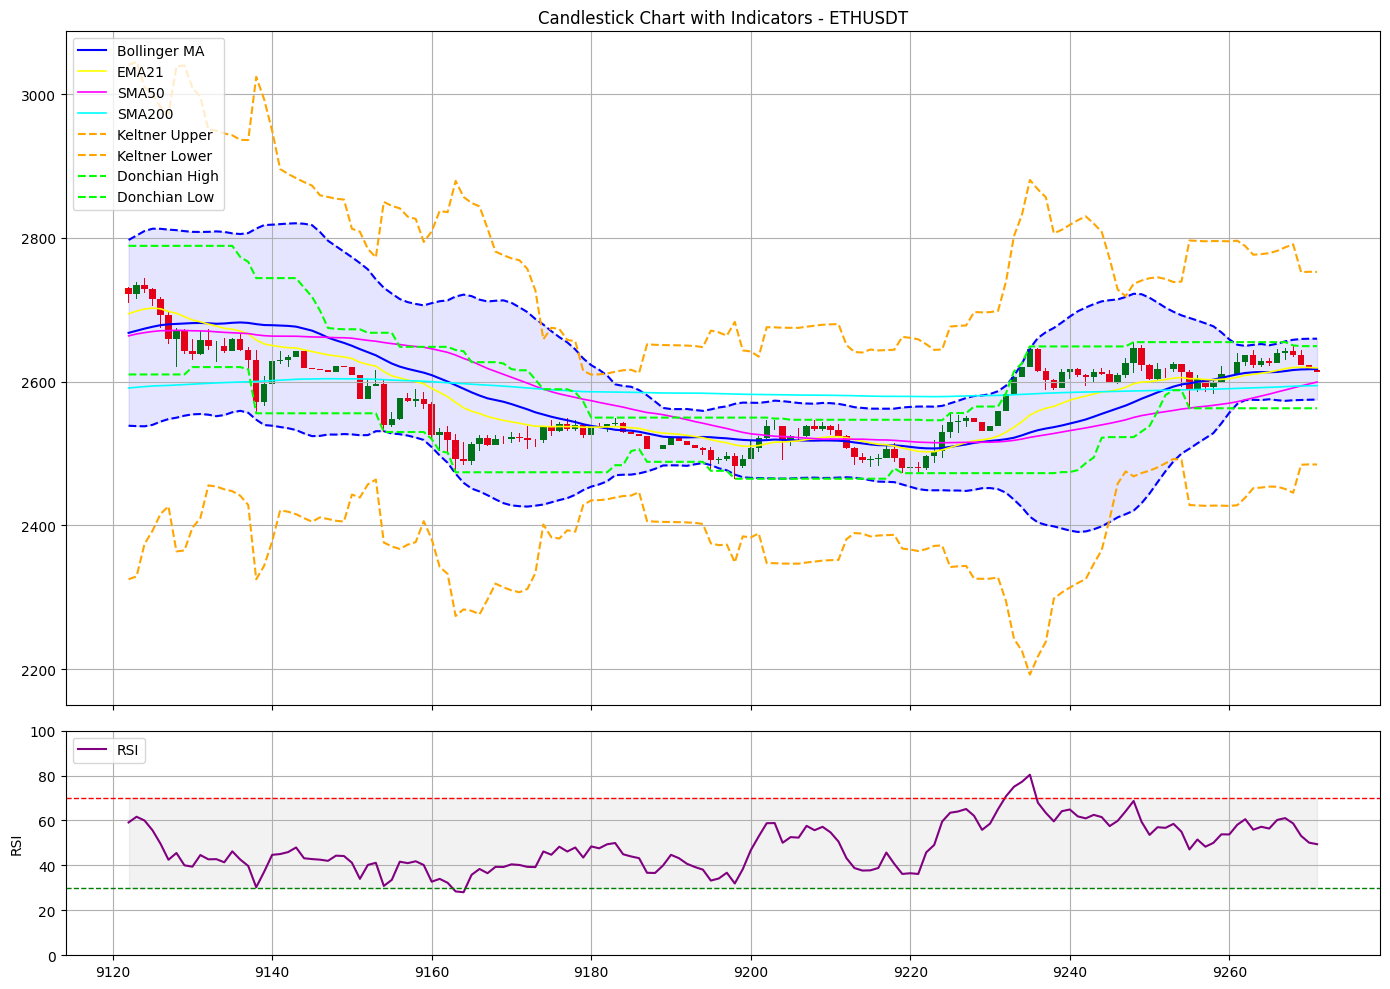 Candlestick Chart with Indicators - ETHUSDT
Bollinger MA
EMA21
SMA50
SMA200
Keltner Upper
Keltner Lower
Donchian High
Donchian Low
3000
2800
2600
2400
2200
RSI
100
80
60
40
20
0
RSI
9120 9140 9160 9180 9200 9220 9240 9260